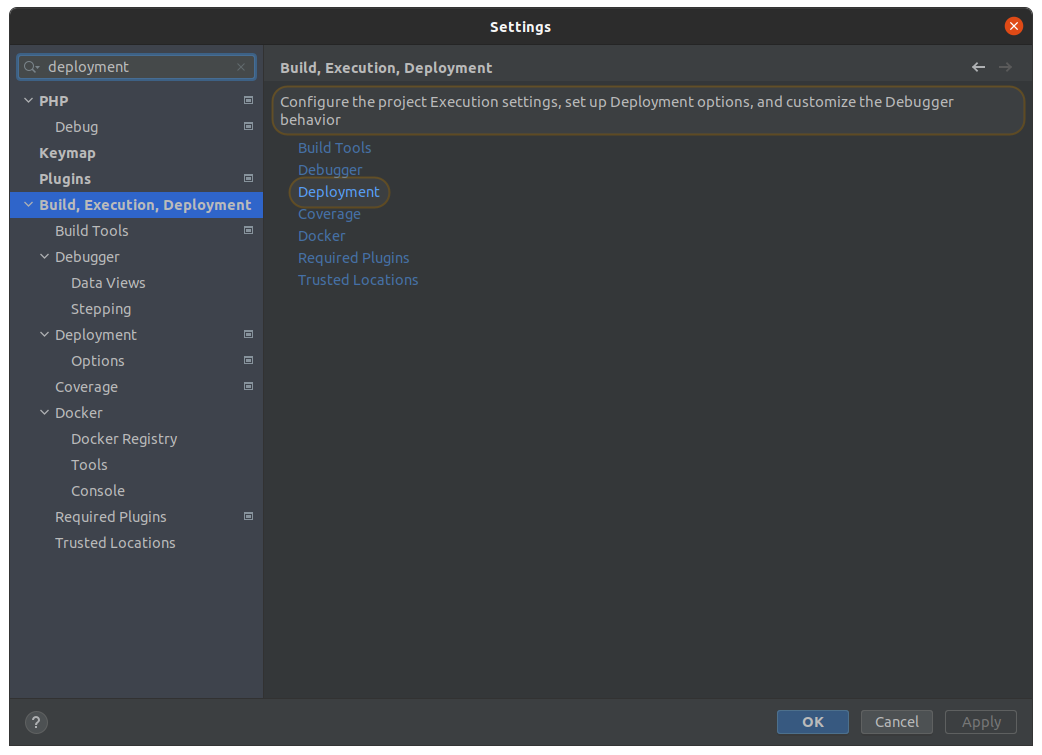 Settings
deployment
PHP
Debug
Keymap
Plugins
Build, Execution, Deployment
Build Tools
Debugger
Data Views
Stepping
Deployment
Options
Coverage
Docker
Docker Registry
Tools
Console
Required Plugins
Trusted Locations
Build, Execution, Deployment
Configure the project Execution settings, set up Deployment options, and customize the Debugger
behavior
Build Tools
Debugger
Deployment
Coverage
Docker
Required Plugins
Trusted Locations
?
OK
Cancel
Apply